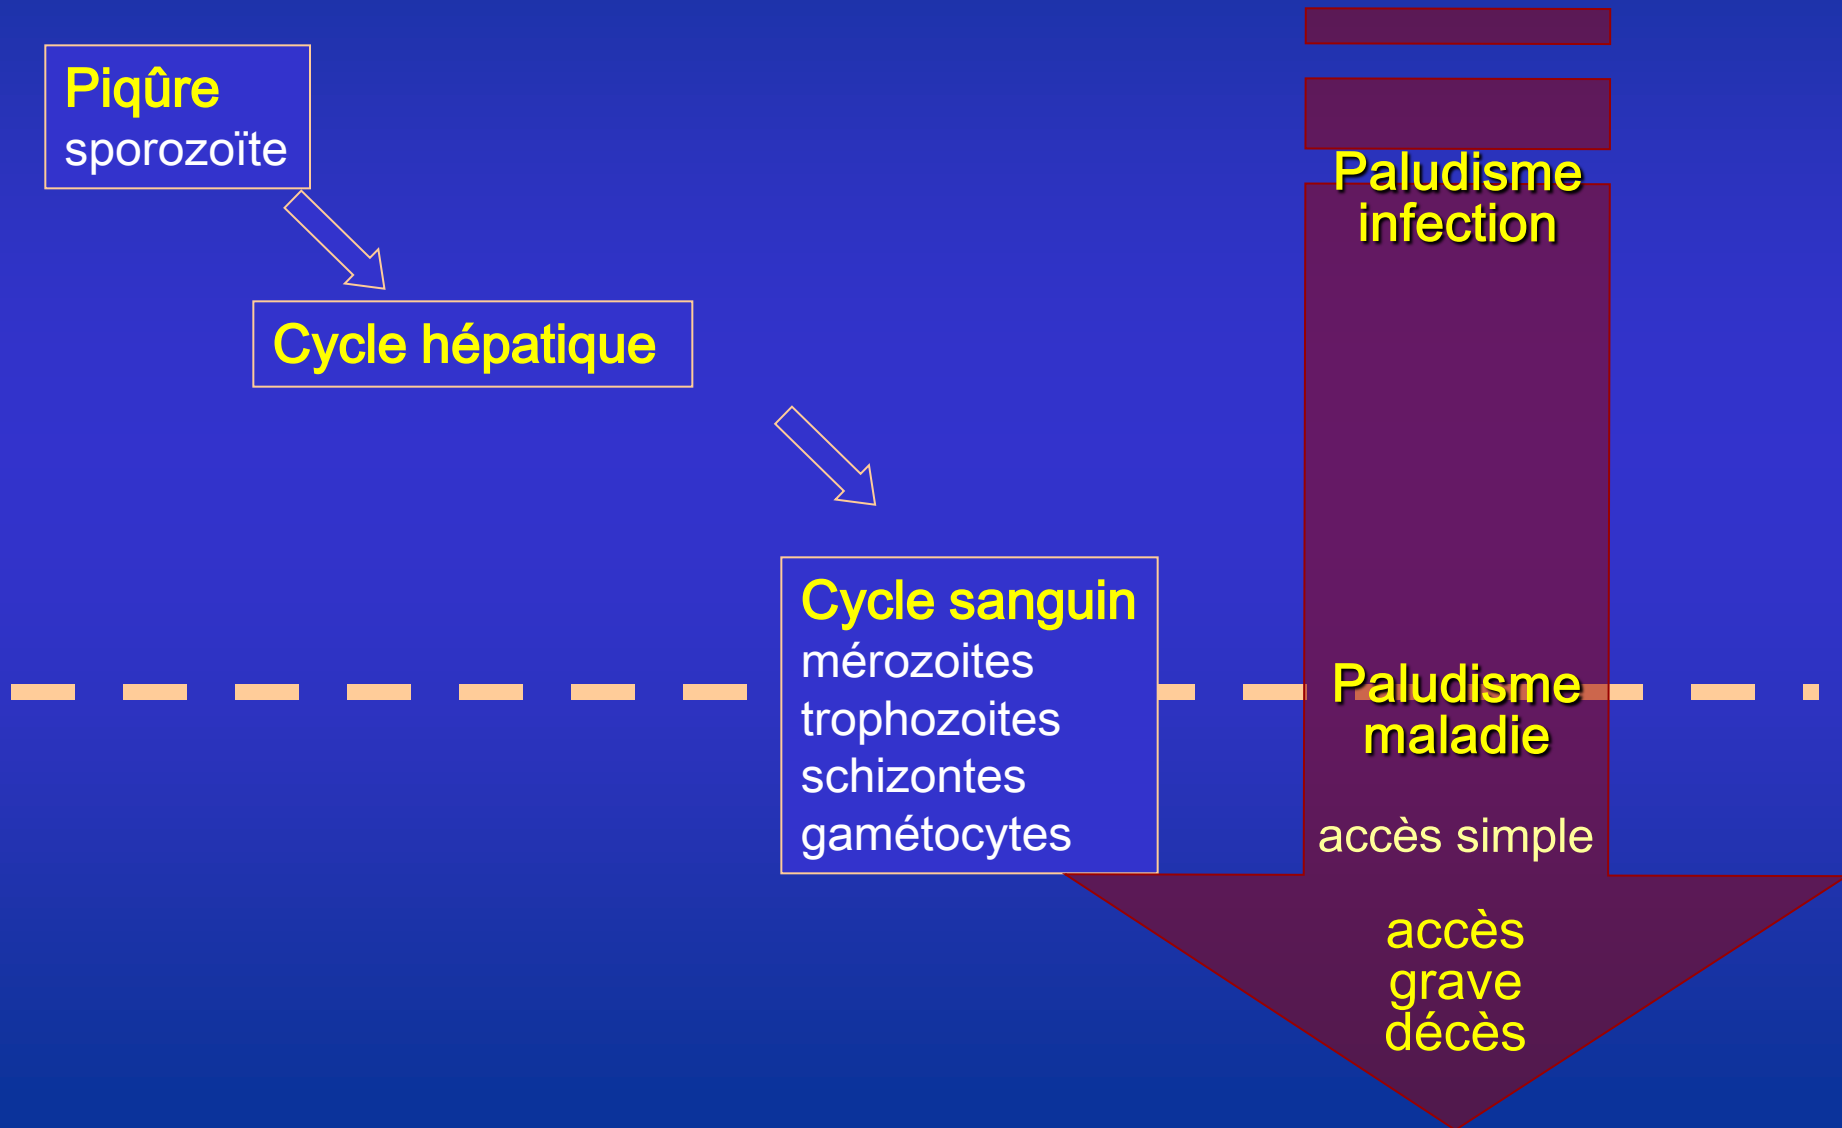 Piqûre
sporozoïte
Cycle hépatique
Cycle sanguin
mérozoites
trophozoites
schizontes
gamétocytes
Paludisme
infection
Paludisme
maladie
accès simple
accès
grave
décès